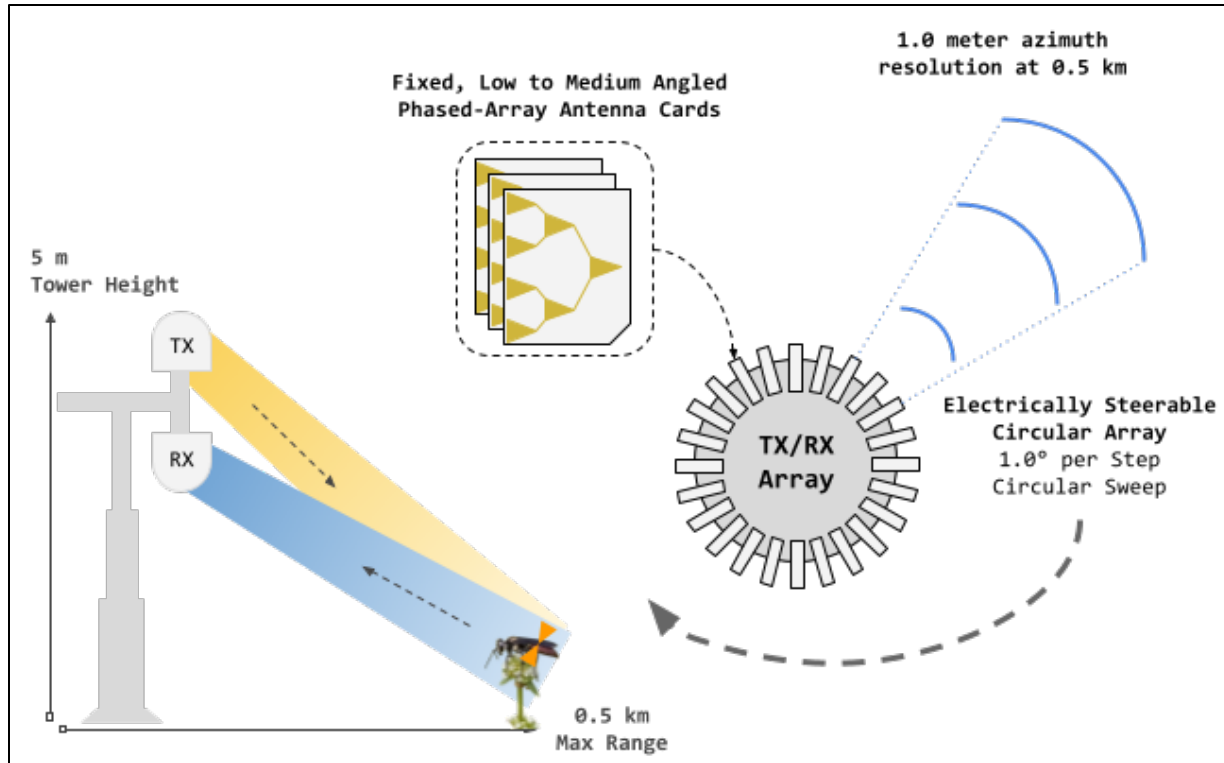 1.0 meter azimuth
resolution at 0.5 km
Fixed, Low to Medium Angled
Phased-Array Antenna Cards
5 m
Tower Height
TX
RX
TX/RX
Array
Electrically Steerable
Circular Array
1.0° per Step
Circular Sweep
0.5 km
Max Range